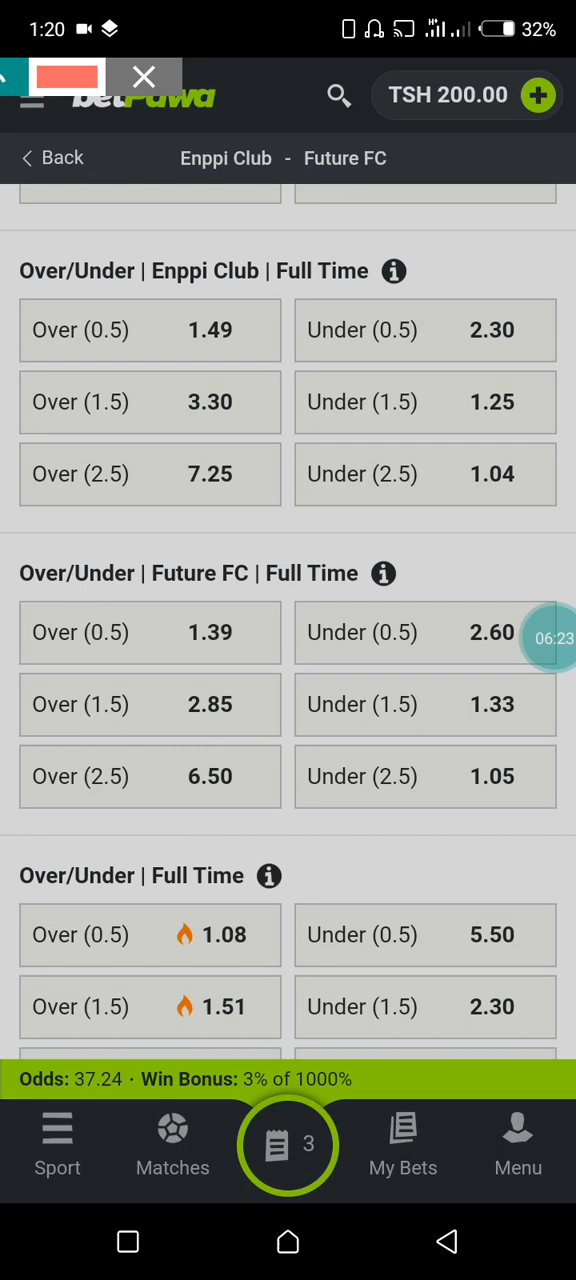 1:20 32%
betPawa TSH 200.00 +
Back Enppi Club - Future FC
Over/Under | Enppi Club | Full Time
Over (0.5) 1.49 Under (0.5) 2.30
Over (1.5) 3.30 Under (1.5) 1.25
Over (2.5) 7.25 Under (2.5) 1.04
Over/Under | Future FC | Full Time
Over (0.5) 1.39 Under (0.5) 2.60
06:23
Over (1.5) 2.85 Under (1.5) 1.33
Over (2.5) 6.50 Under (2.5) 1.05
Over/Under | Full Time
Over (0.5) 1.08 Under (0.5) 5.50
Over (1.5) 1.51 Under (1.5) 2.30
Odds: 37.24 · Win Bonus: 3% of 1000%
3
Sport Matches My Bets Menu